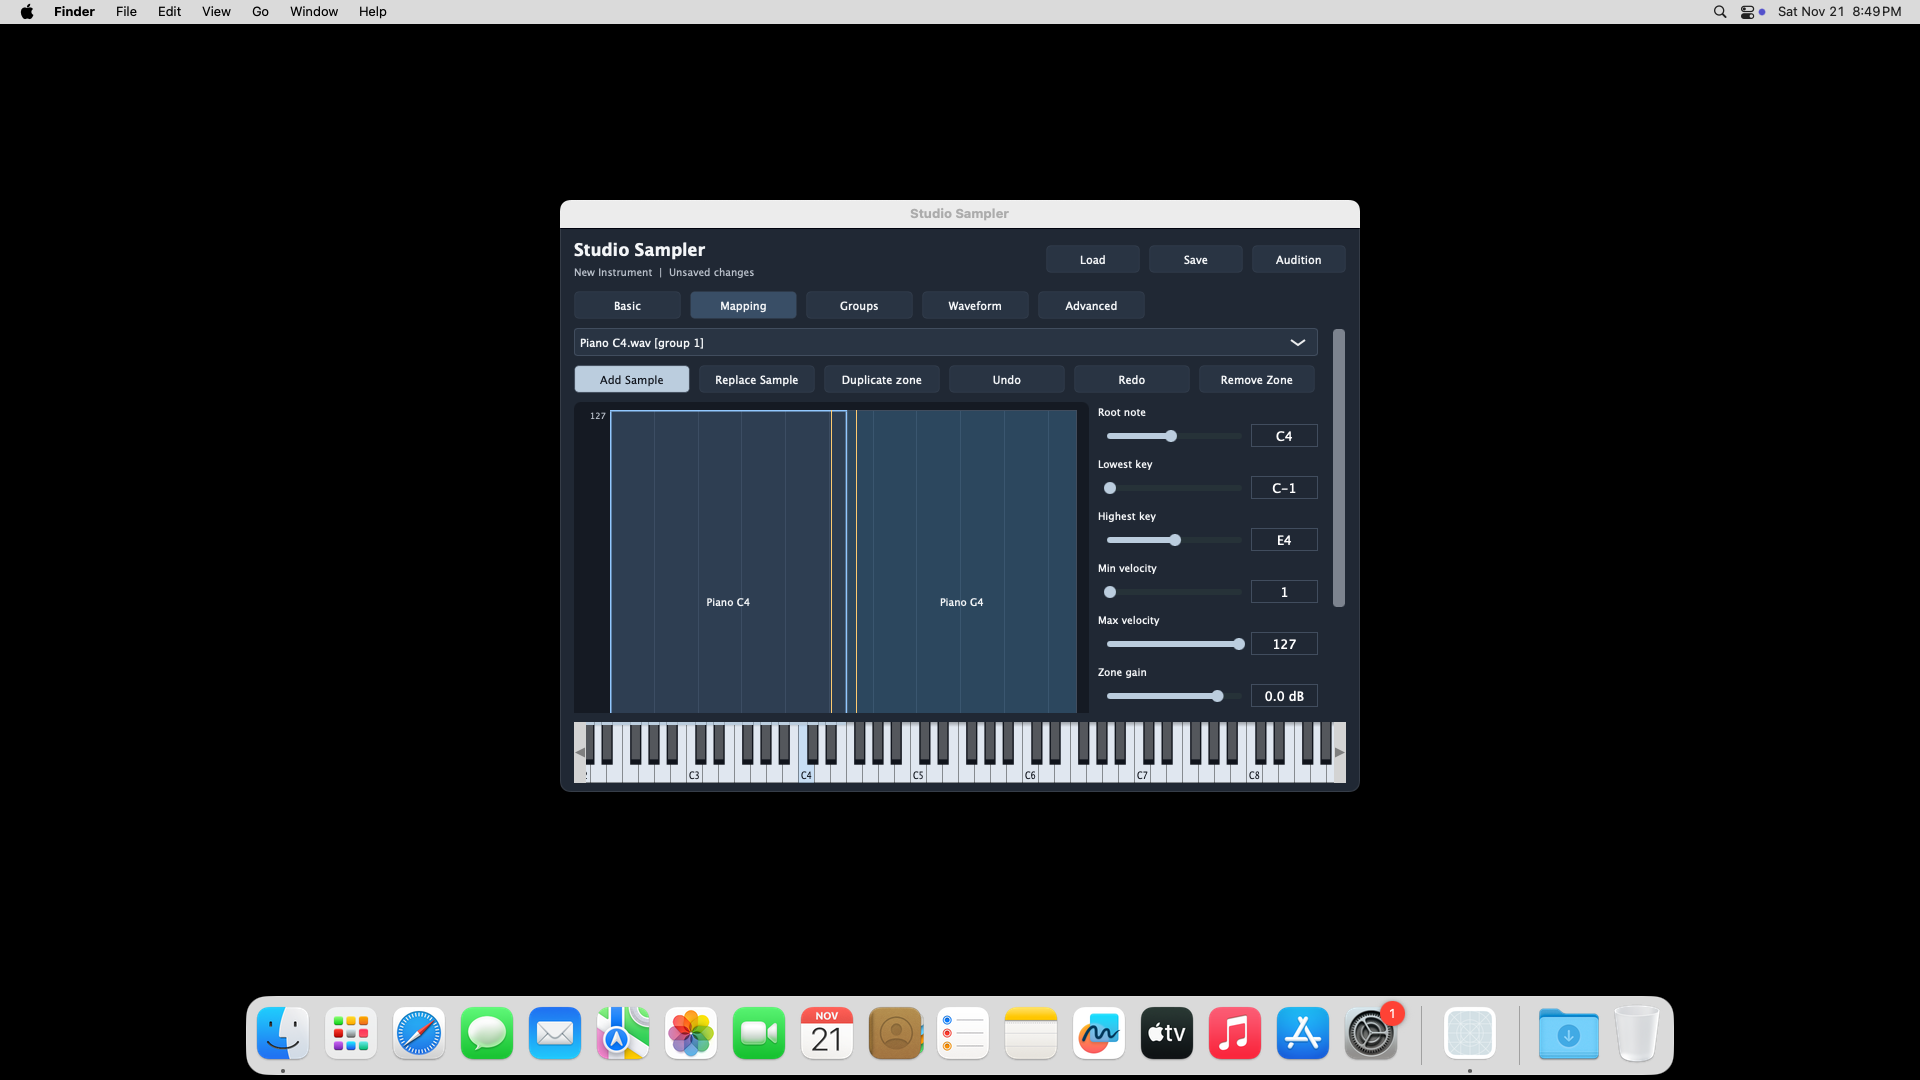 Finder File Edit View Go Window Help
Sat Nov 21 8:49 PM
Studio Sampler
Studio Sampler
New Instrument | Unsaved changes
Load Save Audition
Basic Mapping Groups Waveform Advanced
Piano C4.wav [group 1]
Add Sample Replace Sample Duplicate zone Undo Redo Remove Zone
127
Piano C4
Piano G4
Root note
C4
Lowest key
C-1
Highest key
E4
Min velocity
1
Max velocity
127
Zone gain
0.0 dB
C3 C4 C5 C6 C7 C8
NOV
21
tv
1